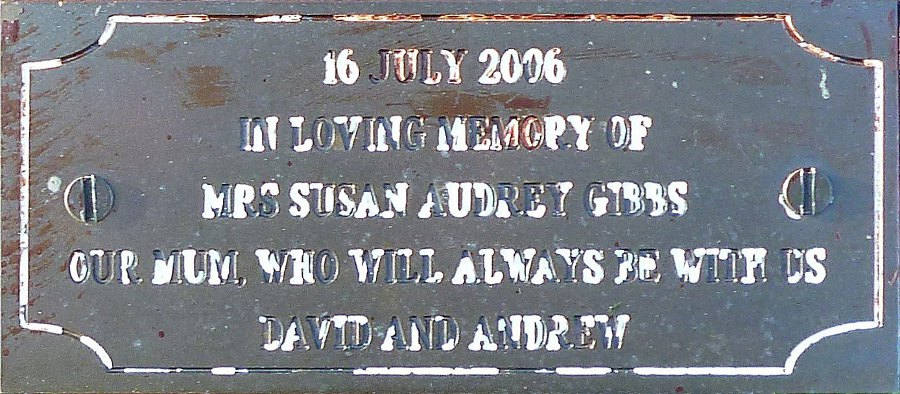 16 JULY 2006
IN LOVING MEMORY OF
MRS SUSAN AUDREY GIBBS
OUR MUM, WHO WILL ALWAYS BE WITH US
DAVID AND ANDREW